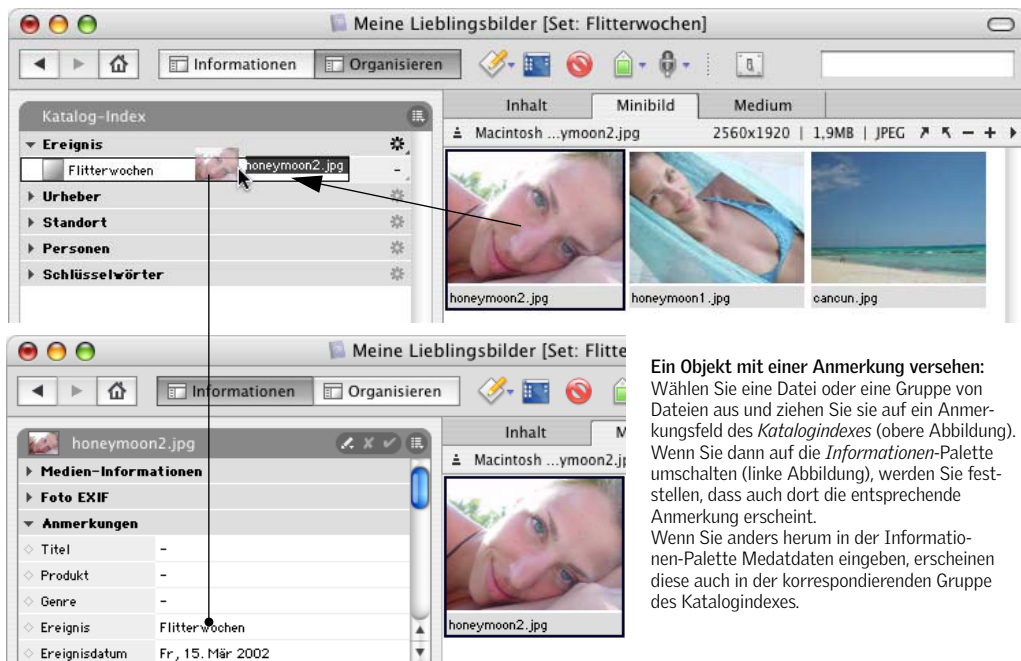 Meine Lieblingsbilder [Set: Flitterwochen]
Informationen
Organisieren
Katalog-Index
Ereignis
Flitterwochen
honeymoon2.jpg
-
Urheber
Standort
Personen
Schlüsselwörter
Inhalt
Minibild
Medium
Macintosh ...ymoon2.jpg
2560x1920 | 1,9MB | JPEG
honeymoon2.jpg
honeymoon1.jpg
cancun.jpg
Meine Lieblingsbilder [Set: Flitte
Informationen
Organisieren
honeymoon2.jpg
Medien-Informationen
Foto EXIF
Anmerkungen
Titel -
Produkt -
Genre -
Ereignis Flitterwochen
Ereignisdatum Fr, 15. Mär 2002
Inhalt
M
Macintosh ...ymoon2.jp
honeymoon2.jpg
Ein Objekt mit einer Anmerkung versehen:
Wählen Sie eine Datei oder eine Gruppe von
Dateien aus und ziehen Sie sie auf ein Anmer-
kungsfeld des Katalogindexes (obere Abbildung).
Wenn Sie dann auf die Informationen-Palette
umschalten (linke Abbildung), werden Sie fest-
stellen, dass auch dort die entsprechende
Anmerkung erscheint.
Wenn Sie anders herum in der Informatio-
nen-Palette Medatdaten eingeben, erscheinen
diese auch in der korrespondierenden Gruppe
des Katalogindexes.